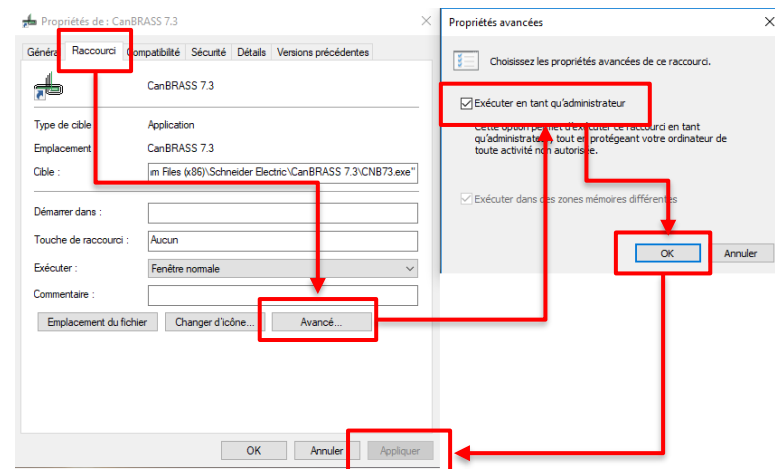 Propriétés de : CanBRASS 7.3
Général Raccourci Compatibilité Sécurité Détails Versions précédentes
CanBRASS 7.3
Type de cible : Application
Emplacement : CanBRASS 7.3
Cible : ım Files (x86)\Schneider Electric\CanBRASS 7.3\CNB73.exe"
Démarrer dans :
Touche de raccourci : Aucun
Exécuter : Fenêtre normale
Commentaire :
Emplacement du fichier Changer d'icône... Avancé...
OK Annuler Appliquer
Propriétés avancées
Choisissez les propriétés avancées de ce raccourci.
Exécuter en tant qu'administrateur
Cette option permet d'exécuter ce raccourci en tant
qu'administrateur, tout en protégeant votre ordinateur de
toute activité non autorisée.
Exécuter dans des zones mémoires différentes
OK Annuler